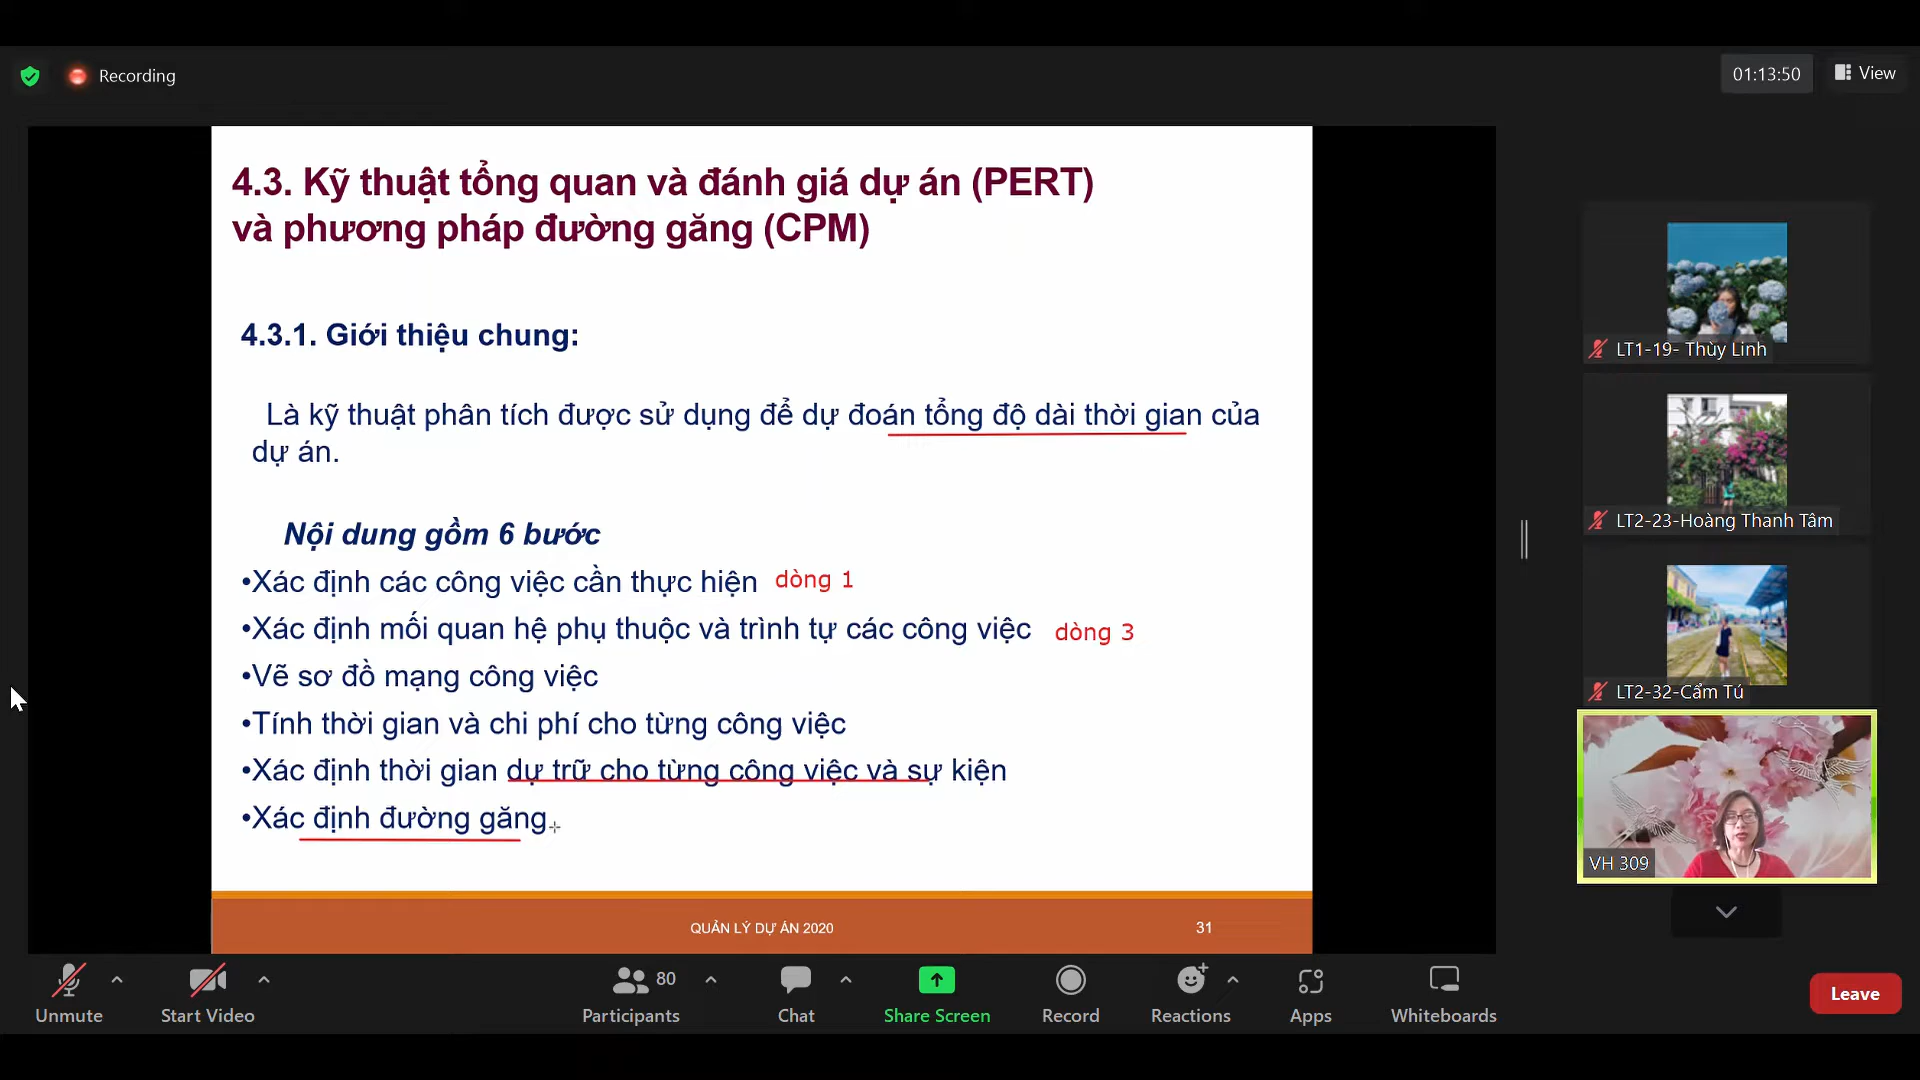 Recording
01:13:50
View
4.3. Kỹ thuật tổng quan và đánh giá dự án (PERT)
và phương pháp đường găng (CPM)
4.3.1. Giới thiệu chung:
Là kỹ thuật phân tích được sử dụng để dự đoán tổng độ dài thời gian của
dự án.
Nội dung gồm 6 bước
•Xác định các công việc cần thực hiện dòng 1
•Xác định mối quan hệ phụ thuộc và trình tự các công việc dòng 3
•Vẽ sơ đồ mạng công việc
•Tính thời gian và chi phí cho từng công việc
•Xác định thời gian dự trữ cho từng công việc và sự kiện
•Xác định đường găng
QUẢN LÝ DỰ ÁN 2020
31
LT1-19- Thùy Linh
LT2-23-Hoàng Thanh Tâm
LT2-32-Cẩm Tú
VH 309
Unmute
Start Video
80
Participants
Chat
Share Screen
Record
Reactions
Apps
Whiteboards
Leave